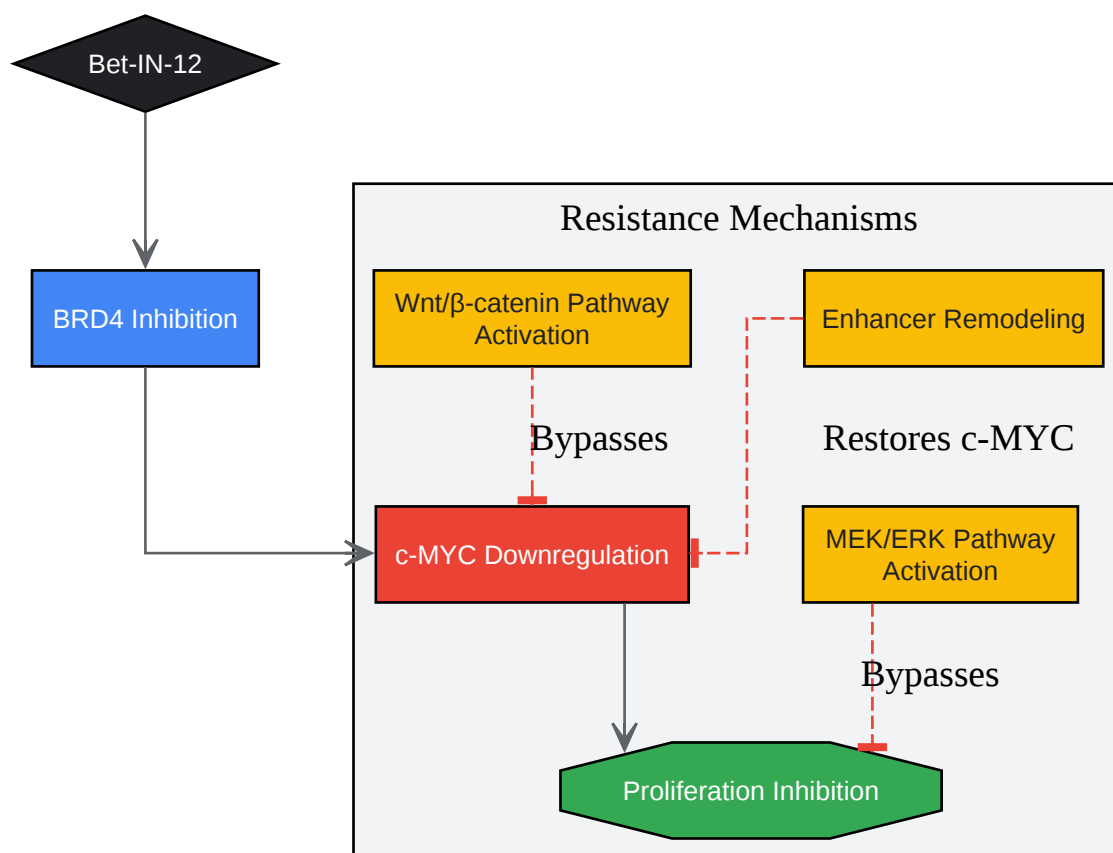 Bet-IN-12
Resistance Mechanisms
BRD4 Inhibition
Wnt/β-catenin Pathway
Activation
Enhancer Remodeling
Bypasses
Restores c-MYC
c-MYC Downregulation
MEK/ERK Pathway
Activation
Bypasses
Proliferation Inhibition